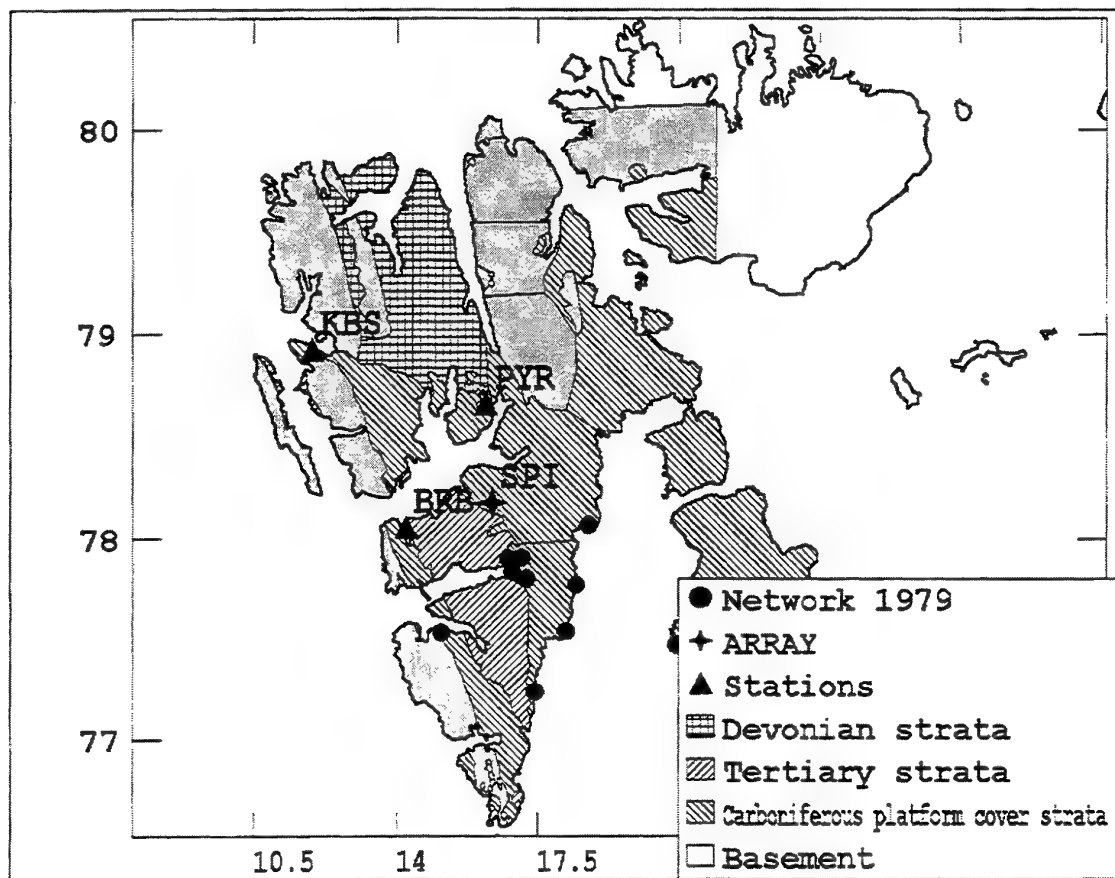 80
79
78
77
10.5
14
17.5
KBS
PYR
SPI
BRB
Network 1979
ARRAY
Stations
Devonian strata
Tertiary strata
Carboniferous platform cover strata
Basement